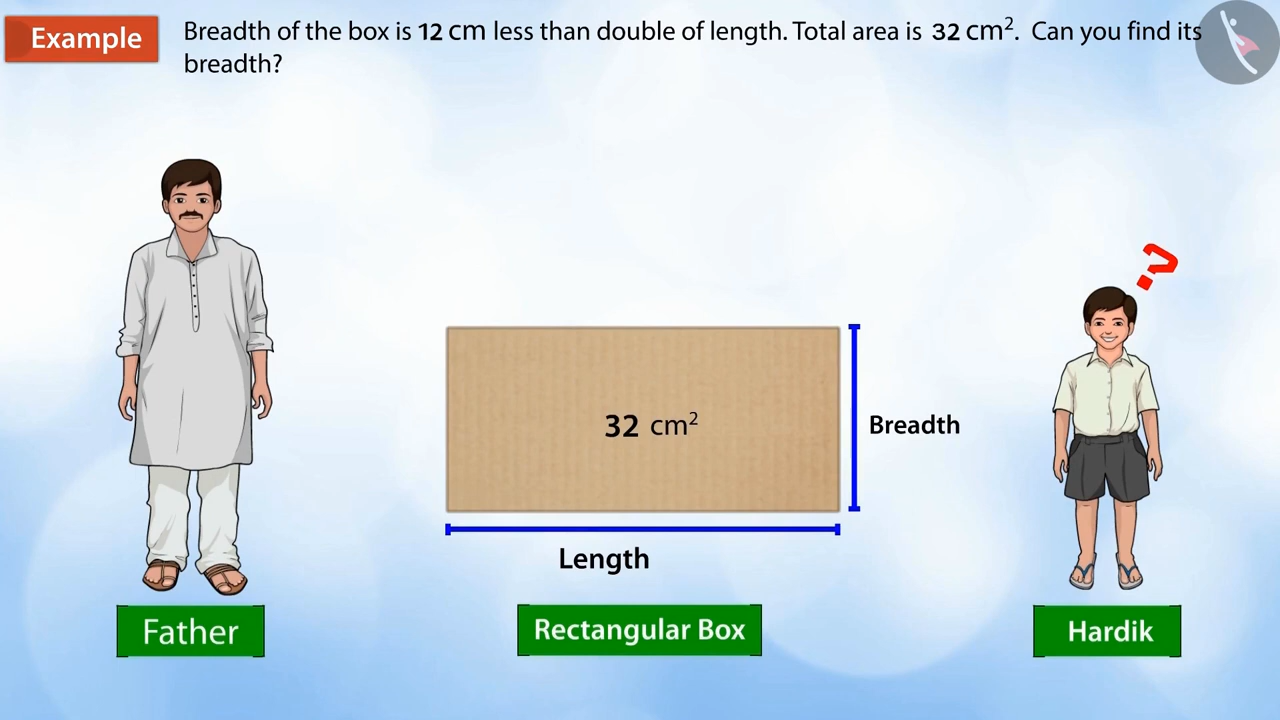 Example
Breadth of the box is 12 cm less than double of length. Total area is 32 cm². Can you find its
breadth?
?
32 cm²
Breadth
Length
Father
Rectangular Box
Hardik